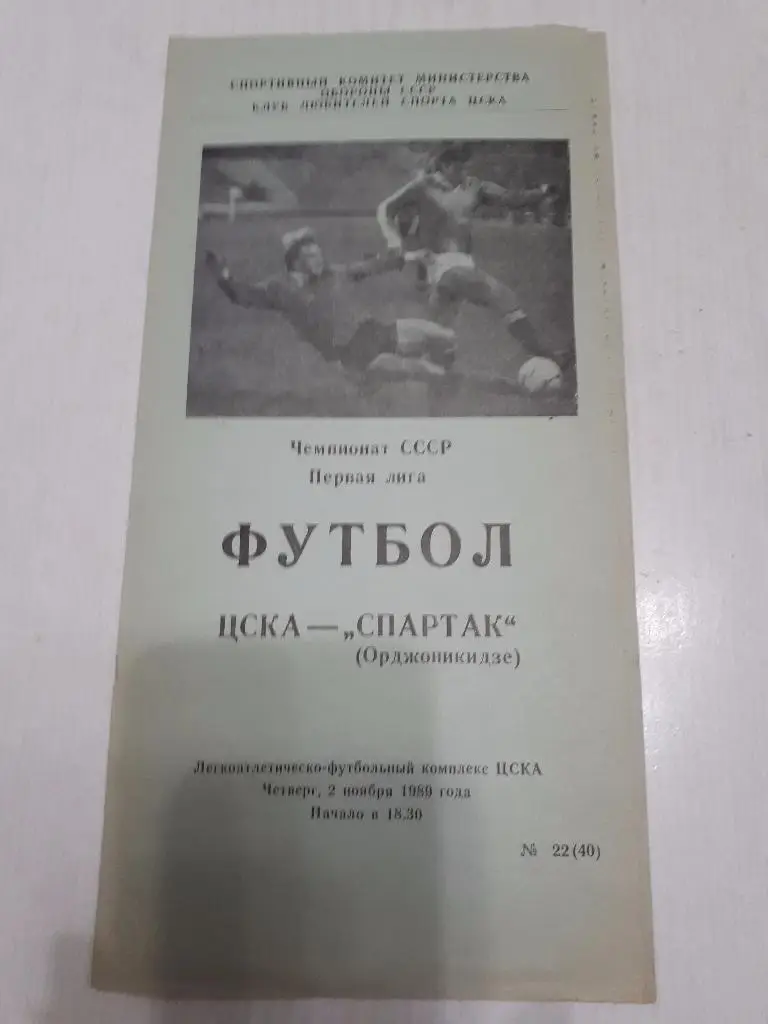 СПОРТИВНЫЙ КОМИТЕТ МИНИСТЕРСТВА
ОБОРОНЫ СССР
КЛУБ ЛЮБИТЕЛЕЙ СПОРТА ЦСКА
Чемпионат СССР
Первая лига
ФУТБОЛ
ЦСКА — „СПАРТАК“
(Орджоникидзе)
Легкоатлетическо-футбольный комплекс ЦСКА
Четверг, 2 ноября 1989 года
Начало в 18.30
№ 22 (40)